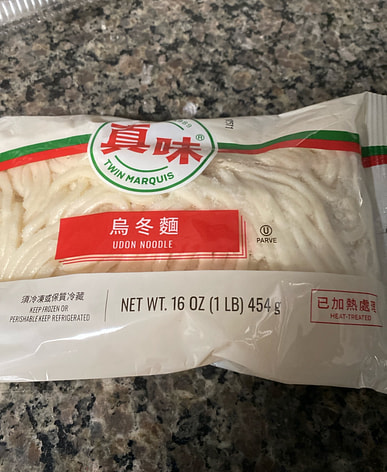 真味®
TWIN MARQUIS
烏冬麵
UDON NOODLE
U
PARVE
須冷凍或保質冷藏
KEEP FROZEN OR
PERISHABLE KEEP REFRIGERATED
NET WT. 16 OZ (1 LB) 454 g
已加熱處理
HEAT-TREATED